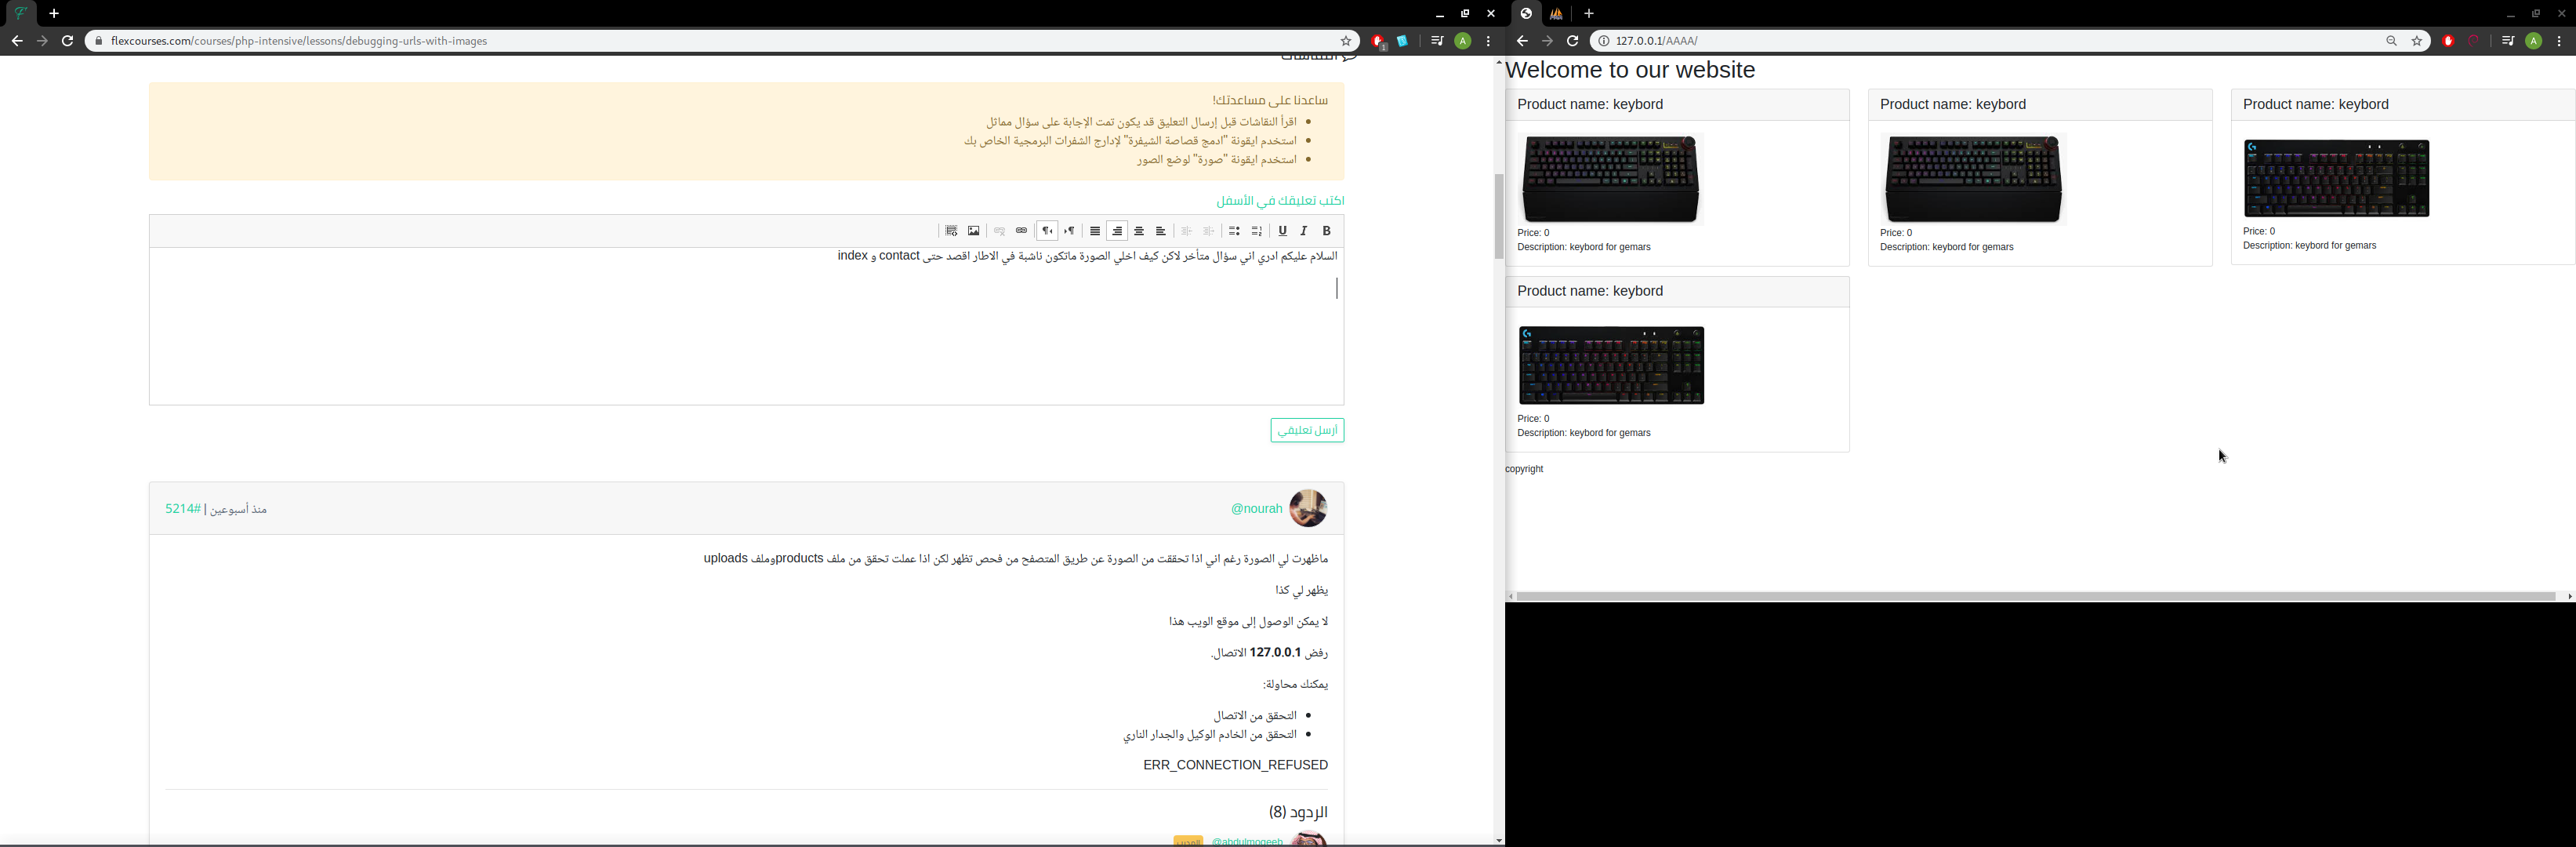 flexcourses.com/courses/php-intensive/lessons/debugging-urls-with-images
A
ساعدنا على مساعدتك!
اقرأ النقاشات قبل إرسال التعليق قد يكون تمت الإجابة على سؤال مماثل
استخدم ايقونة "ادمج قصاصة الشيفرة" لإدارج الشفرات البرمجية الخاص بك
استخدم ايقونة "صورة" لوضع الصور
اكتب تعليقك في الأسفل
السلام عليكم ادري اني سؤال متأخر لاكن كيف اخلي الصورة ماتكون ناشبة في الاطار اقصد حتى contact و index
أرسل تعليقي
@nourah
منذ أسبوعين | #5214
ماظهرت لي الصورة رغم اني اذا تحققت من الصورة عن طريق المتصفح من فحص تظهر لكن اذا عملت تحقق من ملف productsوملف uploads
يظهر لي كذا
لا يمكن الوصول إلى موقع الويب هذا
رفض 127.0.0.1 الاتصال.
يمكنك محاولة:
التحقق من الاتصال
التحقق من الخادم الوكيل والجدار الناري
ERR_CONNECTION_REFUSED
الردود (8)
@abdulmogeeb
127.0.0.1/AAAA/
A
Welcome to our website
Product name: keybord
Price: 0
Description: keybord for gemars
Product name: keybord
Price: 0
Description: keybord for gemars
Product name: keybord
Price: 0
Description: keybord for gemars
Product name: keybord
Price: 0
Description: keybord for gemars
copyright